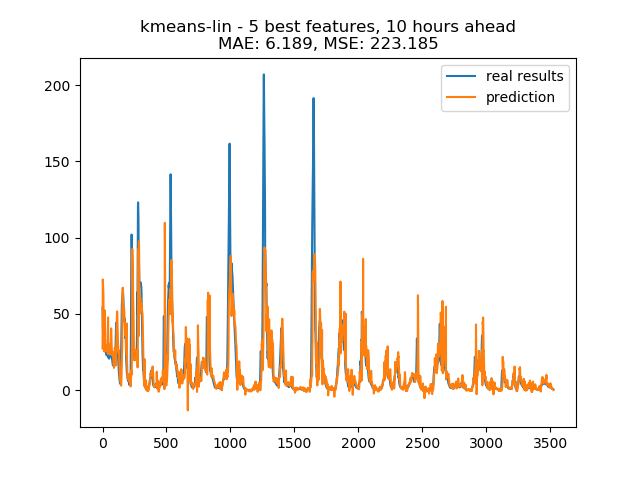 kmeans-lin - 5 best features, 10 hours ahead
MAE: 6.189, MSE: 223.185
real results
prediction
200
150
100
50
0
0 500 1000 1500 2000 2500 3000 3500